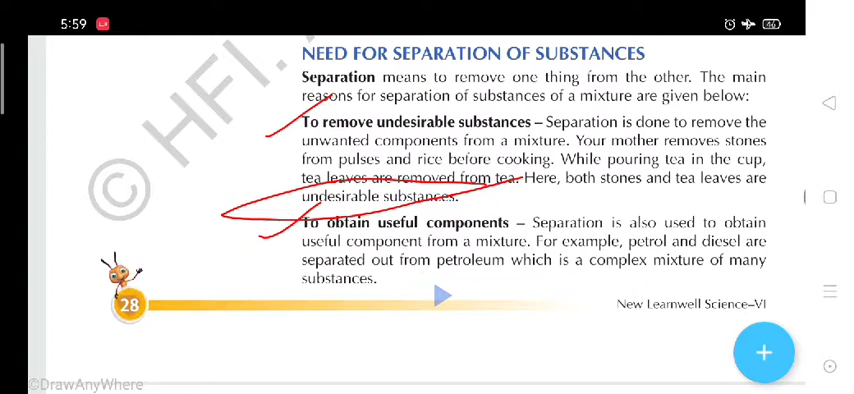 5:59
46
NEED FOR SEPARATION OF SUBSTANCES
Separation means to remove one thing from the other. The main
reasons for separation of substances of a mixture are given below:
To remove undesirable substances – Separation is done to remove the
unwanted components from a mixture. Your mother removes stones
from pulses and rice before cooking. While pouring tea in the cup,
tea leaves are removed from tea. Here, both stones and tea leaves are
undesirable substances.
To obtain useful components – Separation is also used to obtain
useful component from a mixture. For example, petrol and diesel are
separated out from petroleum which is a complex mixture of many
substances.
28
New Learnwell Science–VI
© HFI.
©DrawAnyWhere